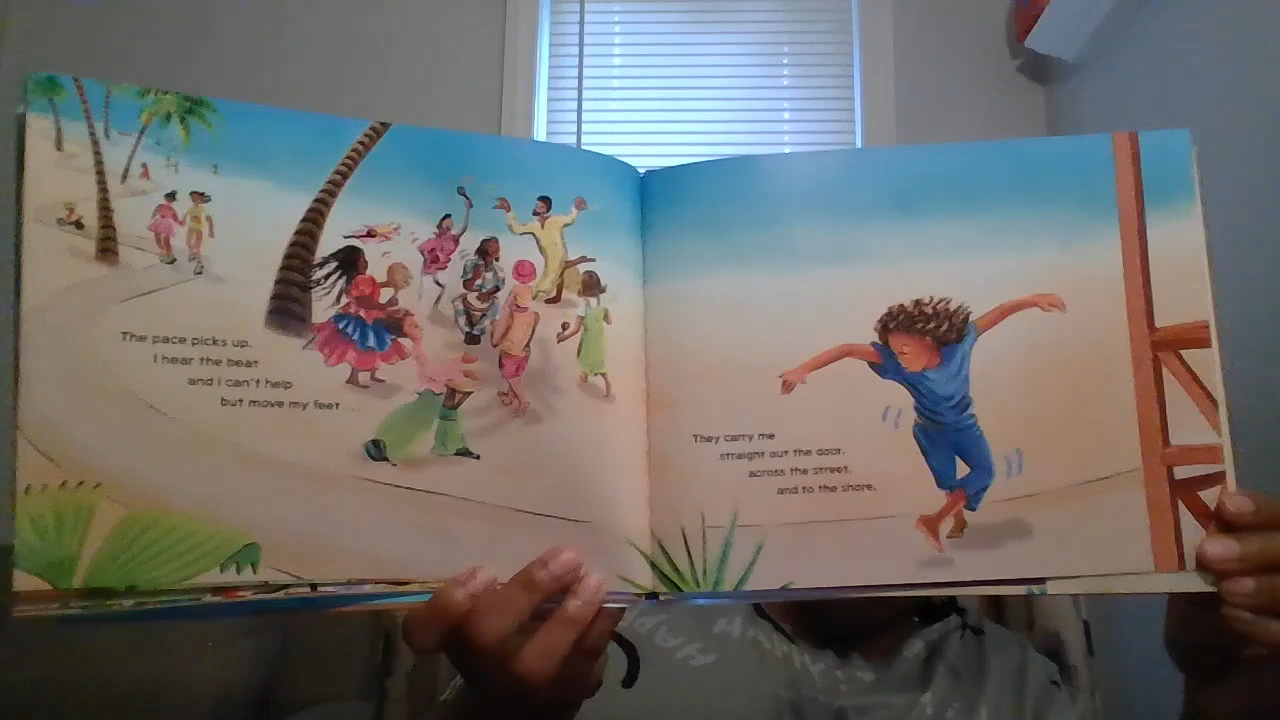 The pace picks up.
I hear the beat
and I can't help
but move my feet ...
They carry me
straight out the door,
across the street,
and to the shore.
HAPPY